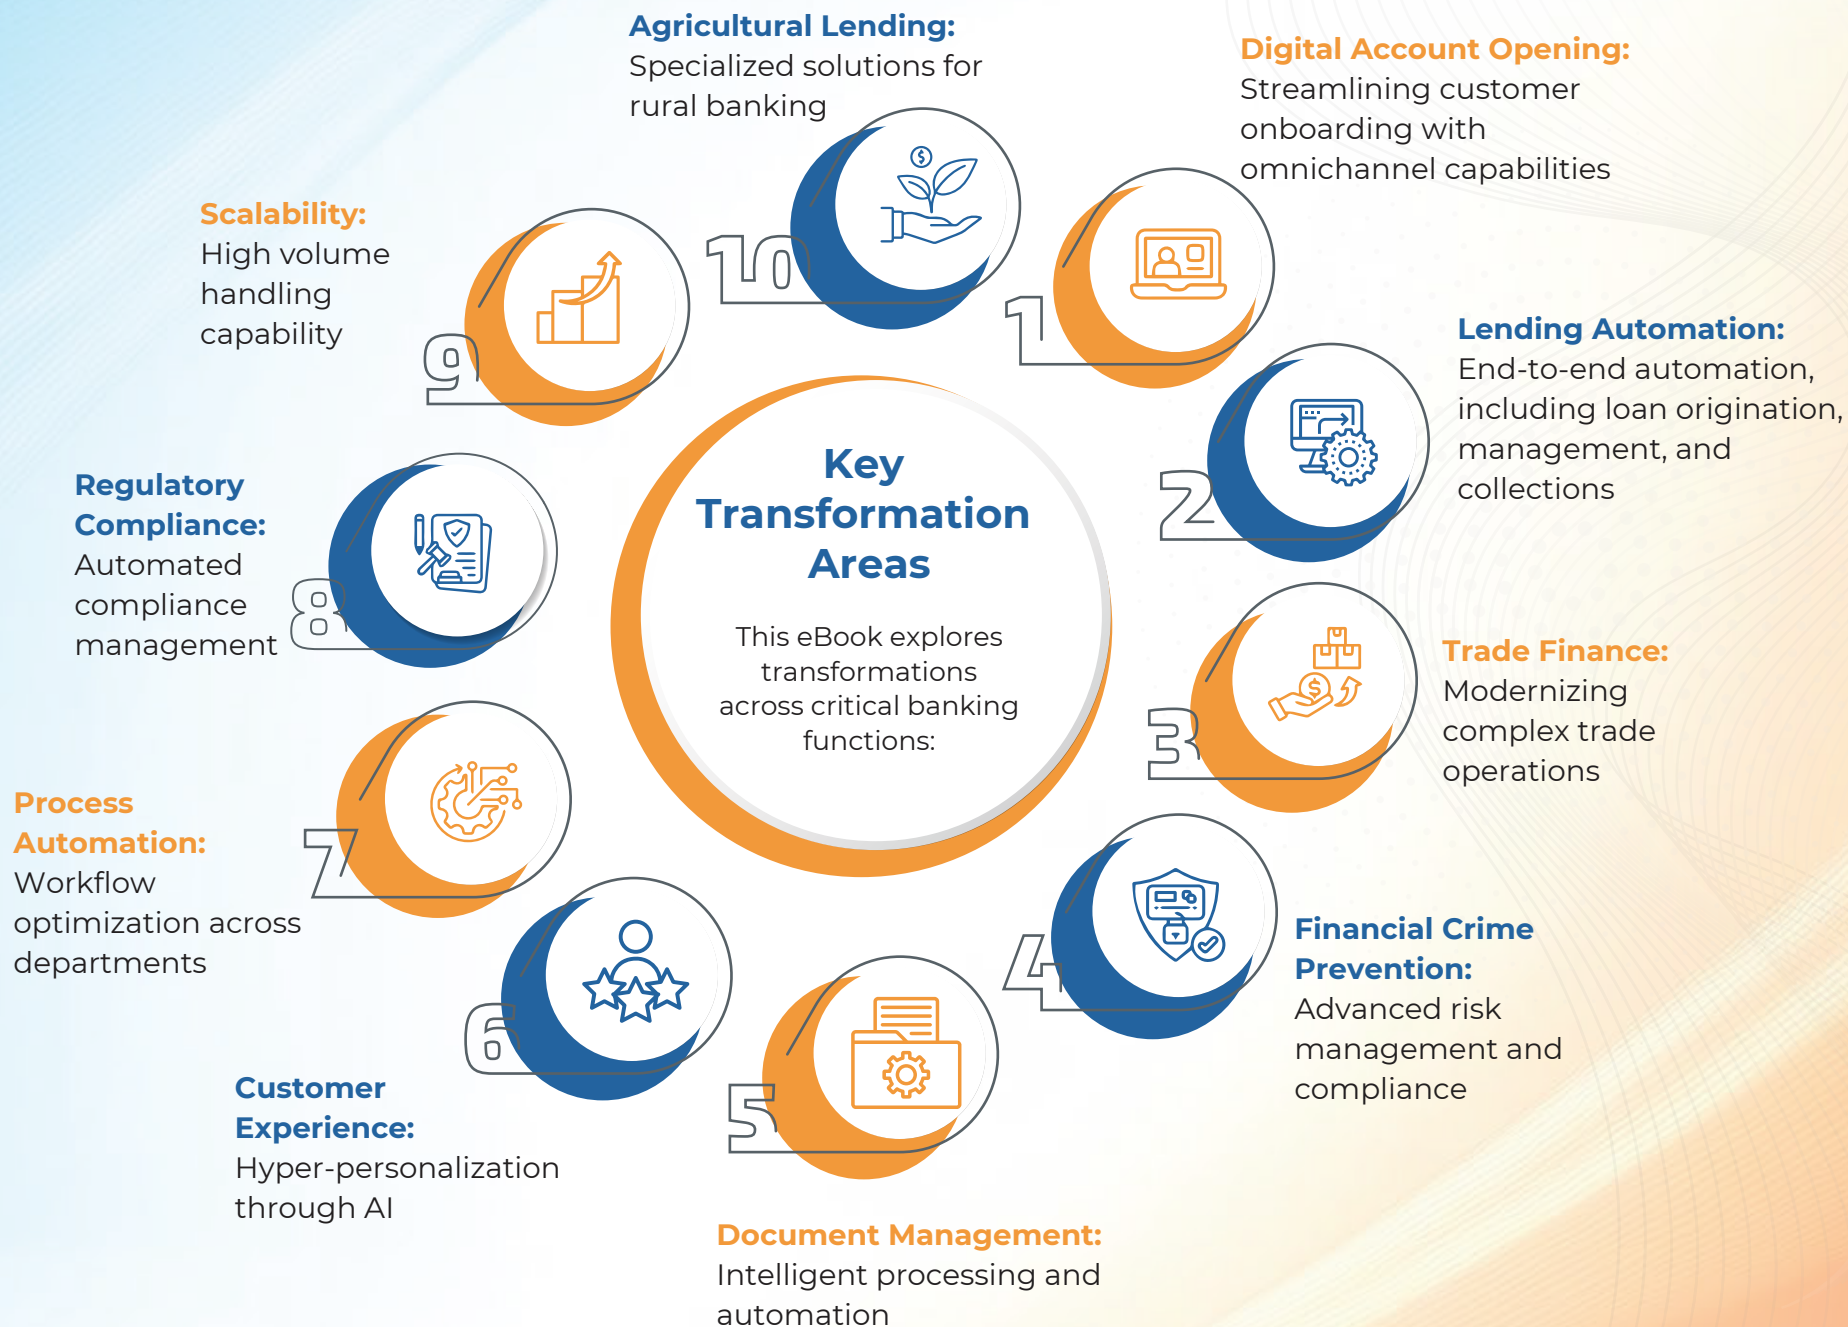 Key
Transformation
Areas
This eBook explores
transformations
across critical banking
functions:
1
Digital Account Opening:
Streamlining customer
onboarding with
omnichannel capabilities
2
Lending Automation:
End-to-end automation,
including loan origination,
management, and
collections
3
Trade Finance:
Modernizing
complex trade
operations
4
Financial Crime
Prevention:
Advanced risk
management and
compliance
5
Document Management:
Intelligent processing and
automation
6
Customer
Experience:
Hyper-personalization
through AI
7
Process
Automation:
Workflow
optimization across
departments
8
Regulatory
Compliance:
Automated
compliance
management
9
Scalability:
High volume
handling
capability
10
Agricultural Lending:
Specialized solutions for
rural banking